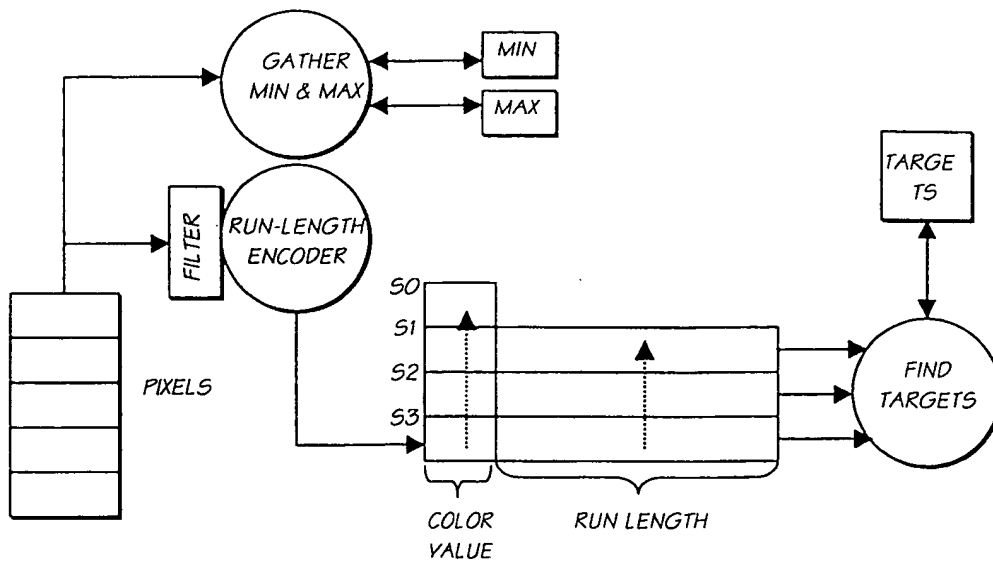 GATHER
MIN & MAX
MIN
MAX
TARGE
TS
FILTER
RUN-LENGTH
ENCODER
S0
S1
S2
S3
PIXELS
FIND
TARGETS
COLOR
VALUE
RUN LENGTH